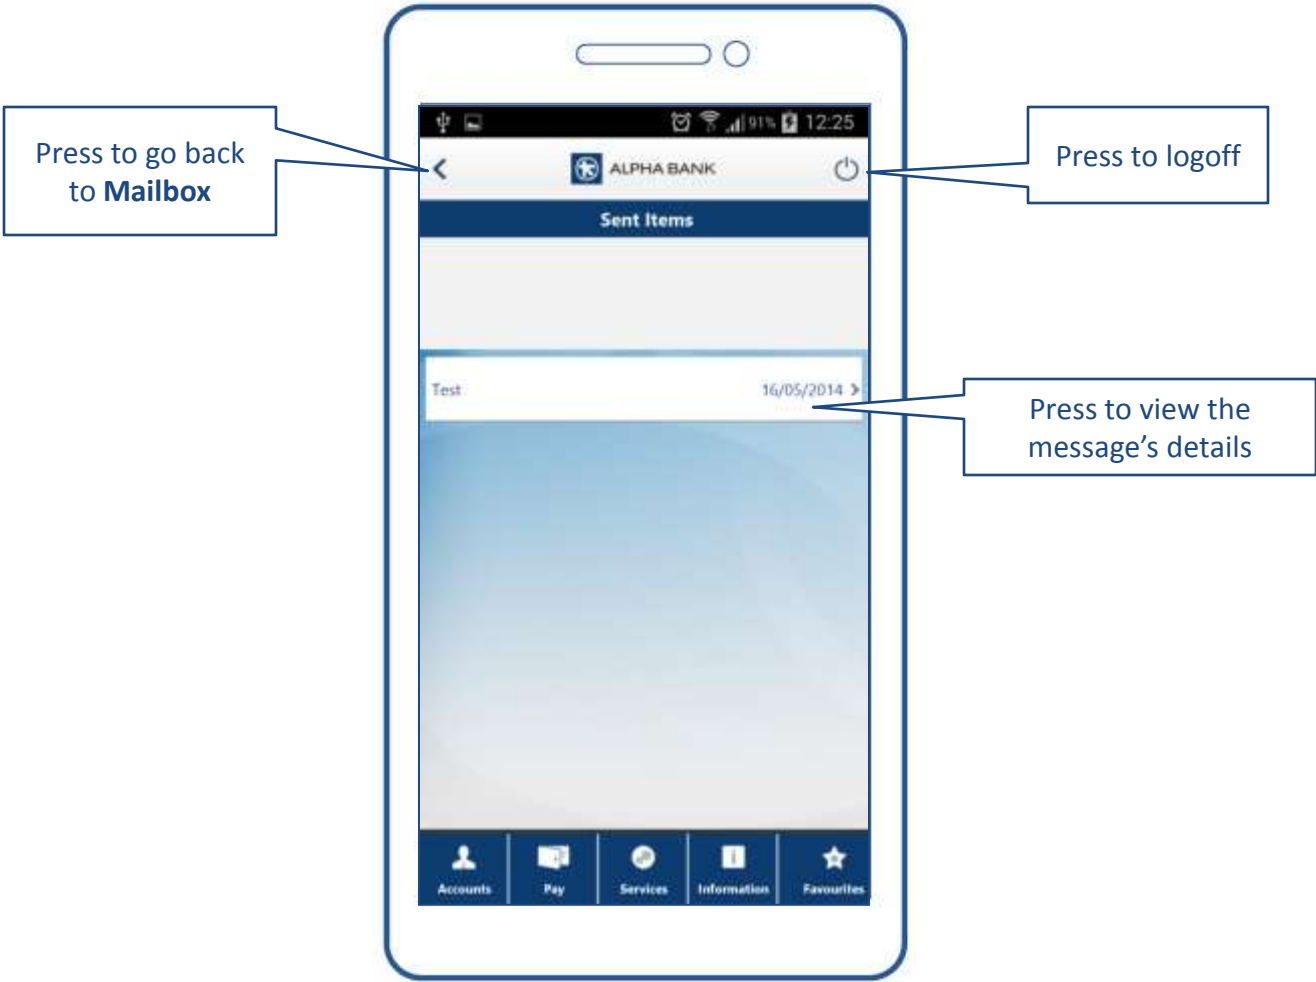 91% 12:25
Press to go back
to Mailbox
ALPHA BANK
Press to logoff
Sent Items
Test 16/05/2014
Press to view the
message’s details
Accounts Pay Services Information Favourites